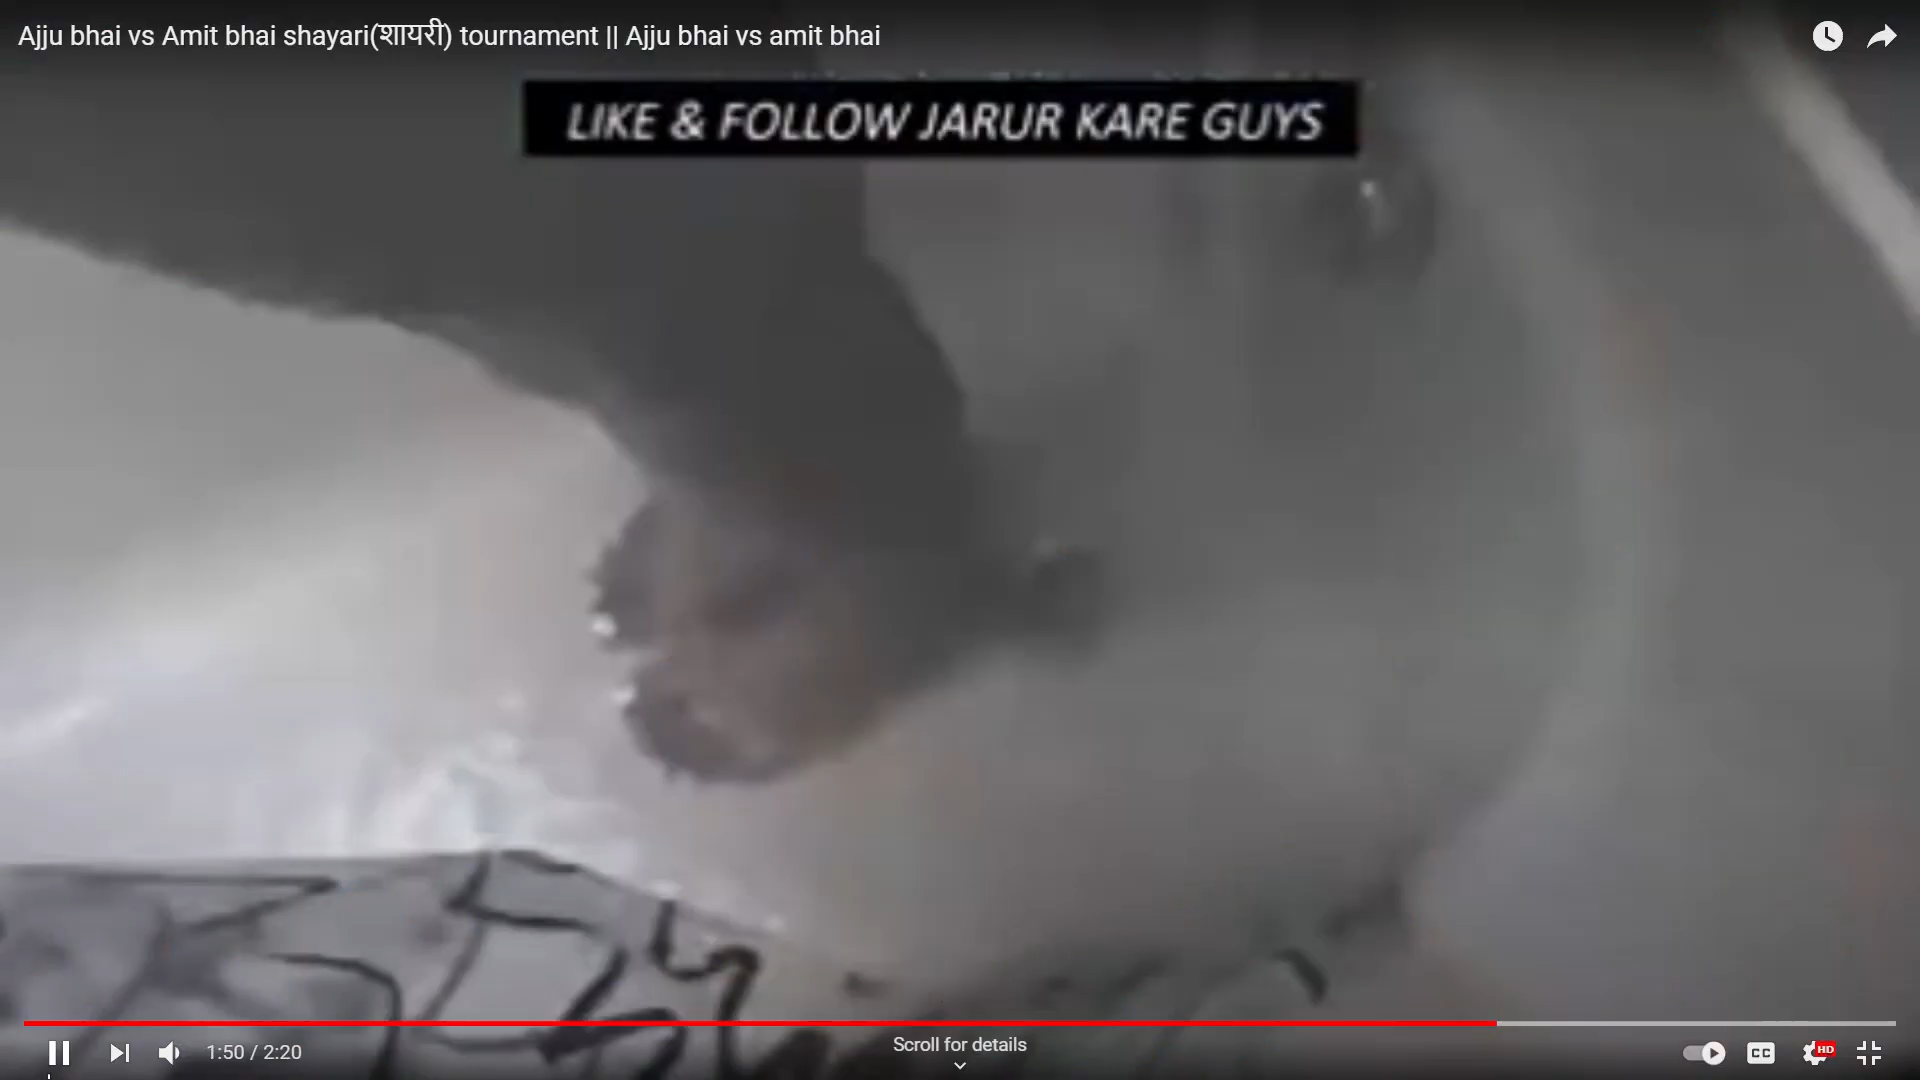 Ajju bhai vs Amit bhai shayari(शायरी) tournament || Ajju bhai vs amit bhai
LIKE & FOLLOW JARUR KARE GUYS
1:50 / 2:20
Scroll for details
CC
HD